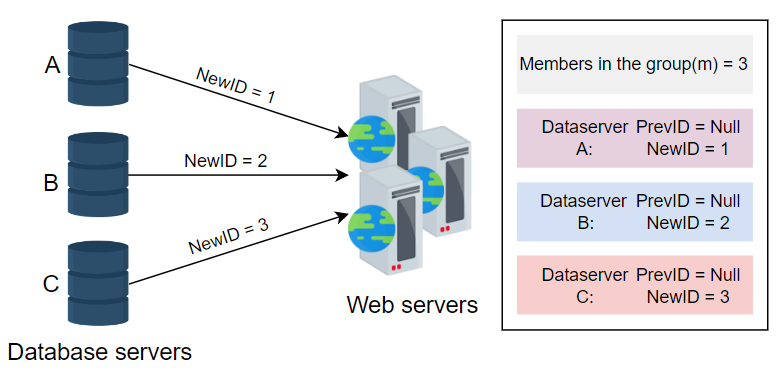 A
NewID = 1
B
NewID = 2
C
NewID = 3
Database servers
Web servers
Members in the group(m) = 3
Dataserver PrevID = Null
A: NewID = 1
Dataserver PrevID = Null
B: NewID = 2
Dataserver PrevID = Null
C: NewID = 3